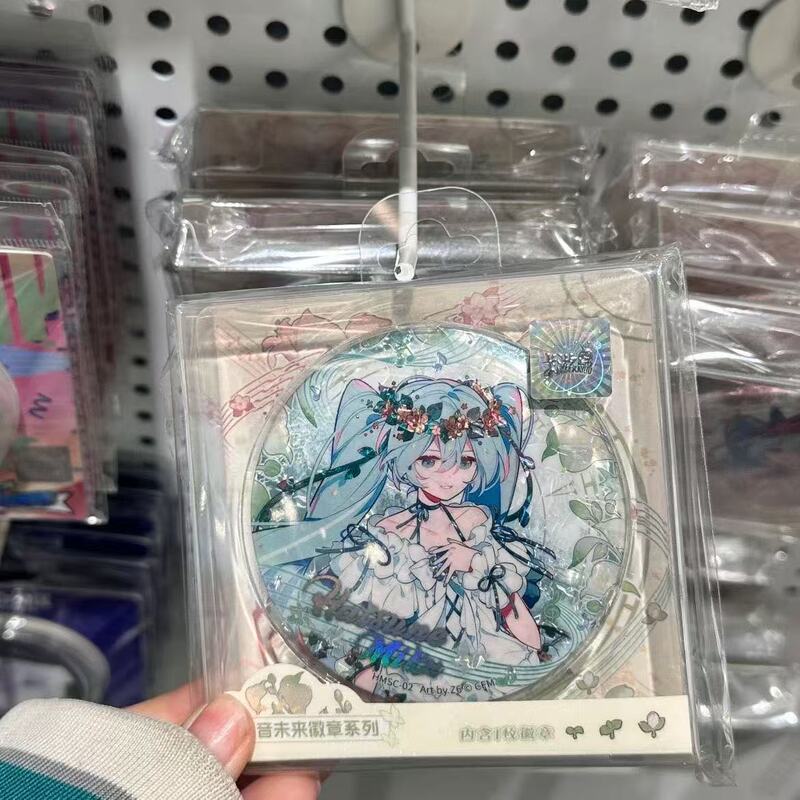 Hatsune
Miku
HMSC-02 Art by Z6 © CFM
音未来徽章系列
内含1枚徽章